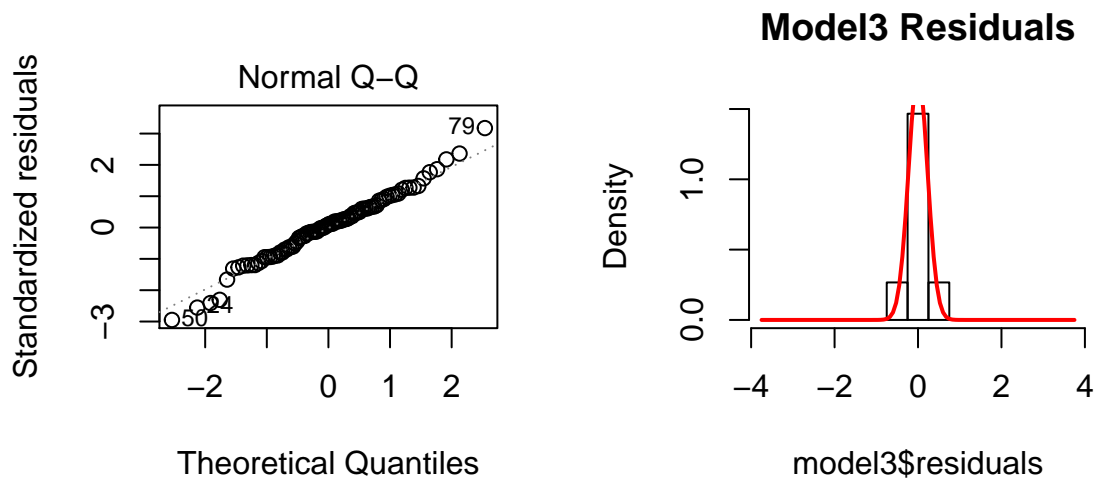 Normal Q−Q
Standardized residuals
2
0
−3
79
50
24
−2 0 1 2
Theoretical Quantiles
Model3 Residuals
Density
1.0
0.0
−4 −2 0 2 4
model3$residuals